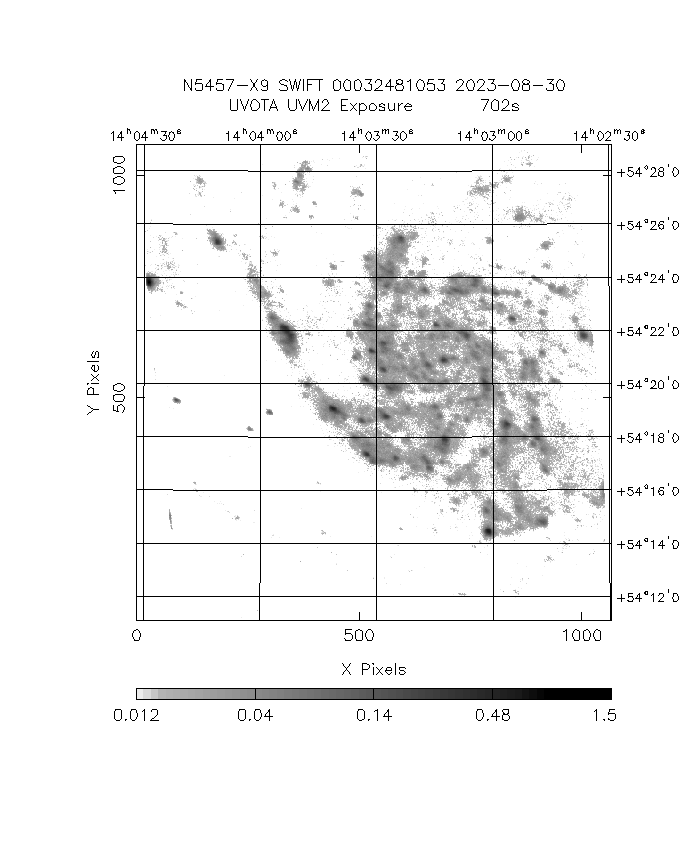 N5457-X9 SWIFT 00032481053 2023-08-30
UVOTA UVM2 Exposure 702s
14ʰ04ᵐ30ˢ 14ʰ04ᵐ00ˢ 14ʰ03ᵐ30ˢ 14ʰ03ᵐ00ˢ 14ʰ02ᵐ30ˢ
1000
+54°28'0
+54°26'0
+54°24'0
+54°22'0
Y Pixels
+54°20'0
500
+54°18'0
+54°16'0
+54°14'0
+54°12'0
0 500 1000
X Pixels
0.012 0.04 0.14 0.48 1.5